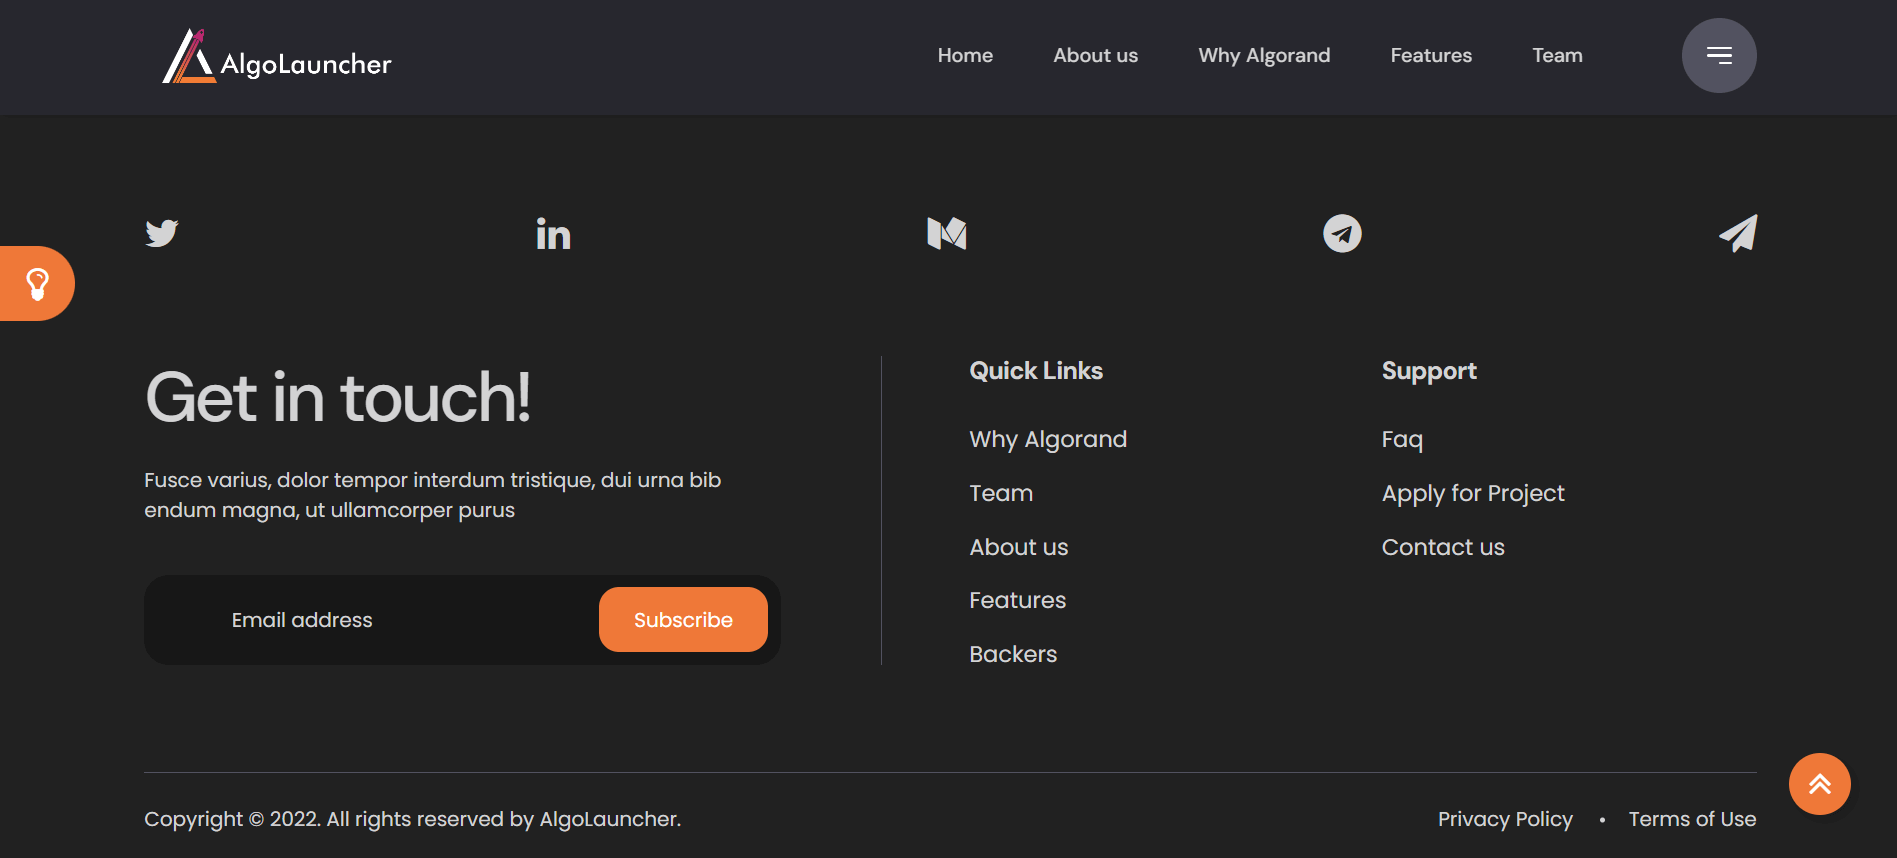 AlgoLauncher
Home
About us
Why Algorand
Features
Team
in
Get in touch!
Fusce varius, dolor tempor interdum tristique, dui urna bib
endum magna, ut ullamcorper purus
Email address
Subscribe
Quick Links
Why Algorand
Team
About us
Features
Backers
Support
Faq
Apply for Project
Contact us
Copyright © 2022. All rights reserved by AlgoLauncher.
Privacy Policy • Terms of Use